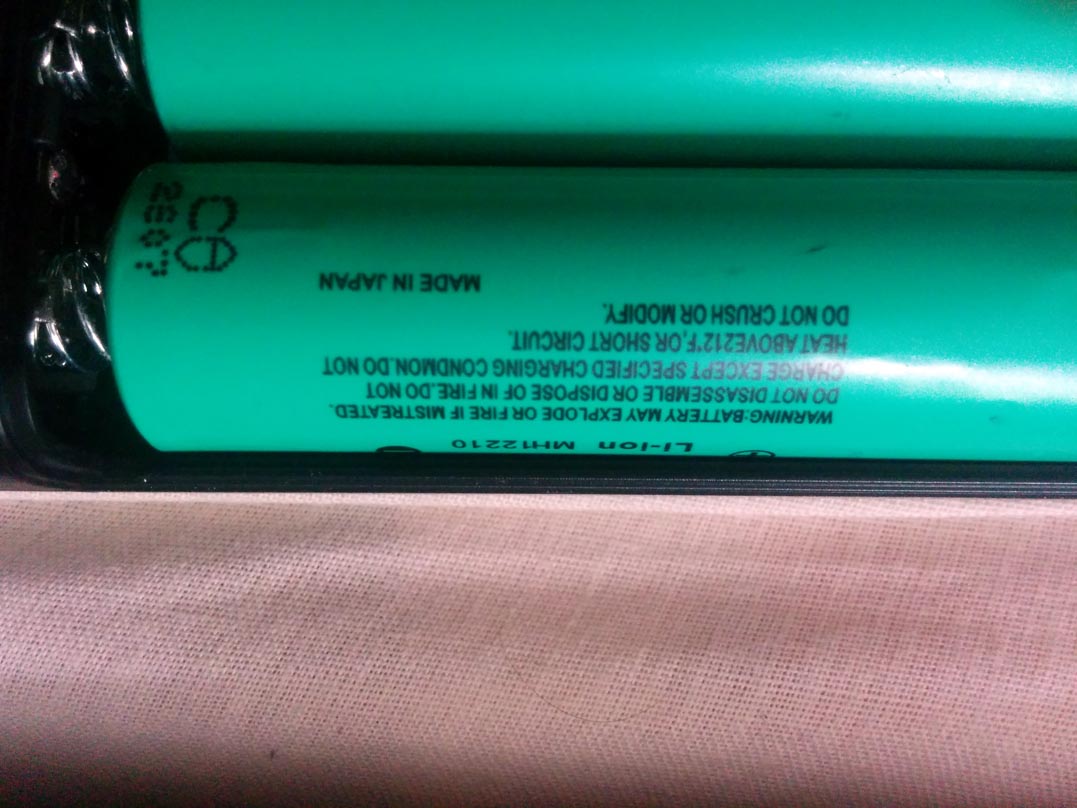 Li-ion MH12210
WARNING:BATTERY MAY EXPLODE OR FIRE IF MISTREATED.
DO NOT DISASSEMBLE OR DISPOSE OF IN FIRE.DO NOT
CHARGE EXCEPT SPECIFIED CHARGING CONDMON.DO NOT
HEAT ABOVE212°F,OR SHORT CIRCUIT.
DO NOT CRUSH OR MODIFY.
MADE IN JAPAN
CA